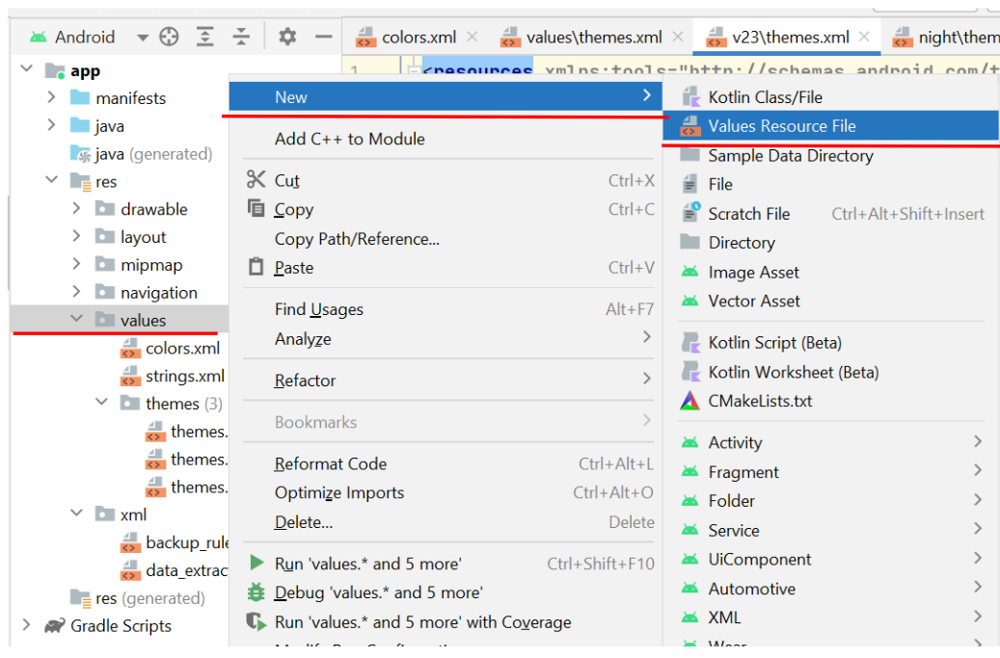 Android
colors.xml
values\themes.xml
v23\themes.xml
night\them
1
<resources xmlns:tools="http://schemas.android.com/t
app
manifests
java
java (generated)
res
drawable
layout
mipmap
navigation
values
colors.xml
strings.xml
themes (3)
themes.
themes.
themes.
xml
backup_rule
data_extrac
res (generated)
Gradle Scripts
New
Add C++ to Module
Cut Ctrl+X
Copy Ctrl+C
Copy Path/Reference...
Paste Ctrl+V
Find Usages Alt+F7
Analyze
Refactor
Bookmarks
Reformat Code Ctrl+Alt+L
Optimize Imports Ctrl+Alt+O
Delete... Delete
Run 'values.* and 5 more' Ctrl+Shift+F10
Debug 'values.* and 5 more'
Run 'values.* and 5 more' with Coverage
Kotlin Class/File
Values Resource File
Sample Data Directory
File
Scratch File Ctrl+Alt+Shift+Insert
Directory
Image Asset
Vector Asset
Kotlin Script (Beta)
Kotlin Worksheet (Beta)
CMakeLists.txt
Activity
Fragment
Folder
Service
UiComponent
Automotive
XML
Wear